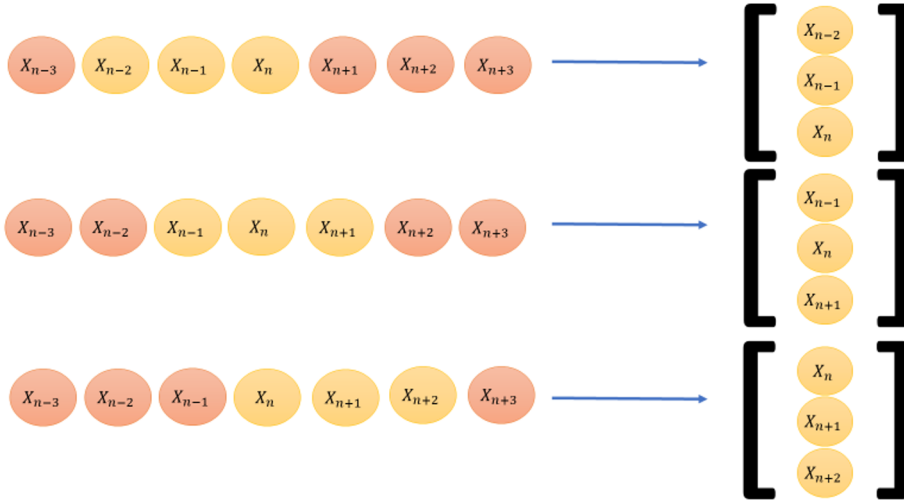 X_{n-3} X_{n-2} X_{n-1} X_n X_{n+1} X_{n+2} X_{n+3}
X_{n-2}
X_{n-1}
X_n
X_{n-3} X_{n-2} X_{n-1} X_n X_{n+1} X_{n+2} X_{n+3}
X_{n-1}
X_n
X_{n+1}
X_{n-3} X_{n-2} X_{n-1} X_n X_{n+1} X_{n+2} X_{n+3}
X_n
X_{n+1}
X_{n+2}